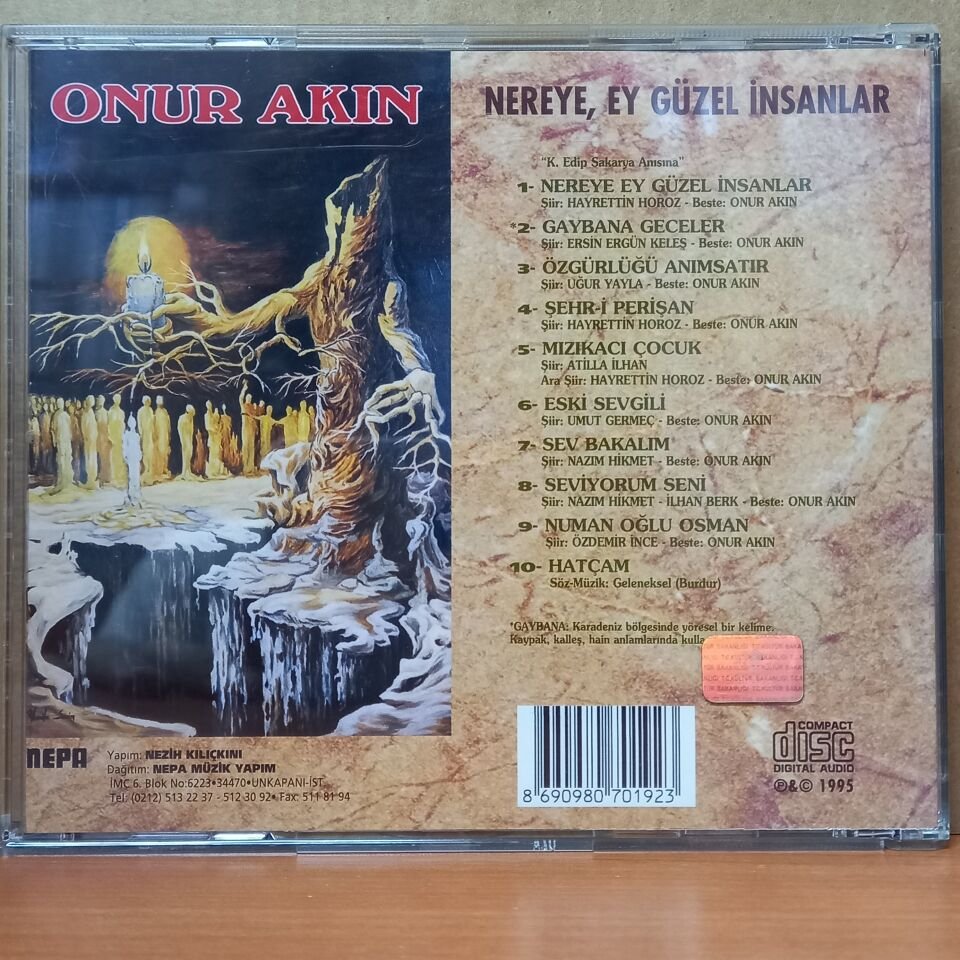 ONUR AKIN
NEREYE, EY GÜZEL İNSANLAR
"K. Edip Sakarya Anısına"
1- NEREYE EY GÜZEL İNSANLAR
Şiir: HAYRETTİN HOROZ - Beste: ONUR AKIN
*2- GAYBANA GECELER
Şiir: ERSİN ERGÜN KELEŞ - Beste: ONUR AKIN
3- ÖZGÜRLÜĞÜ ANIMSATIR
Şiir: UĞUR YAYLA - Beste: ONUR AKIN
4- ŞEHR-İ PERİŞAN
Şiir: HAYRETTİN HOROZ - Beste: ONUR AKIN
5- MIZIKACI ÇOCUK
Şiir: ATİLLA İLHAN
Ara Şiir: HAYRETTİN HOROZ - Beste: ONUR AKIN
6- ESKİ SEVGİLİ
Şiir: UMUT GERMEÇ - Beste: ONUR AKIN
7- SEV BAKALIM
Şiir: NAZIM HİKMET - Beste: ONUR AKIN
8- SEVİYORUM SENİ
Şiir: NAZIM HİKMET - İLHAN BERK - Beste: ONUR AKIN
9- NUMAN OĞLU OSMAN
Şiir: ÖZDEMİR İNCE - Beste: ONUR AKIN
10- HATÇAM
Söz-Müzik: Geleneksel (Burdur)
*GAYBANA: Karadeniz bölgesinde yöresel bir kelime.
Kaypak, kalleş, hain anlamlarında
T.C.KÜLTÜR BAKANLIĞI
NEPA
Yapım: NEZİH KILIÇKINI
Dağıtım: NEPA MÜZİK YAPIM
İMÇ 6. Blok No:6223•34470•UNKAPANI-İST.
Tel: (0212) 513 22 37 - 512 30 92• Fax: 511 81 94
8 690980 701923
COMPACT
disc
DIGITAL AUDIO
℗&© 1995